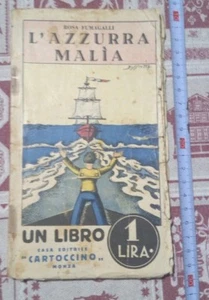 ROSA FUMAGALLI
L'AZZURRA
MALÌA
UN LIBRO
1
LIRA
CASA EDITRICE
"CARTOCCINO"
MONZA